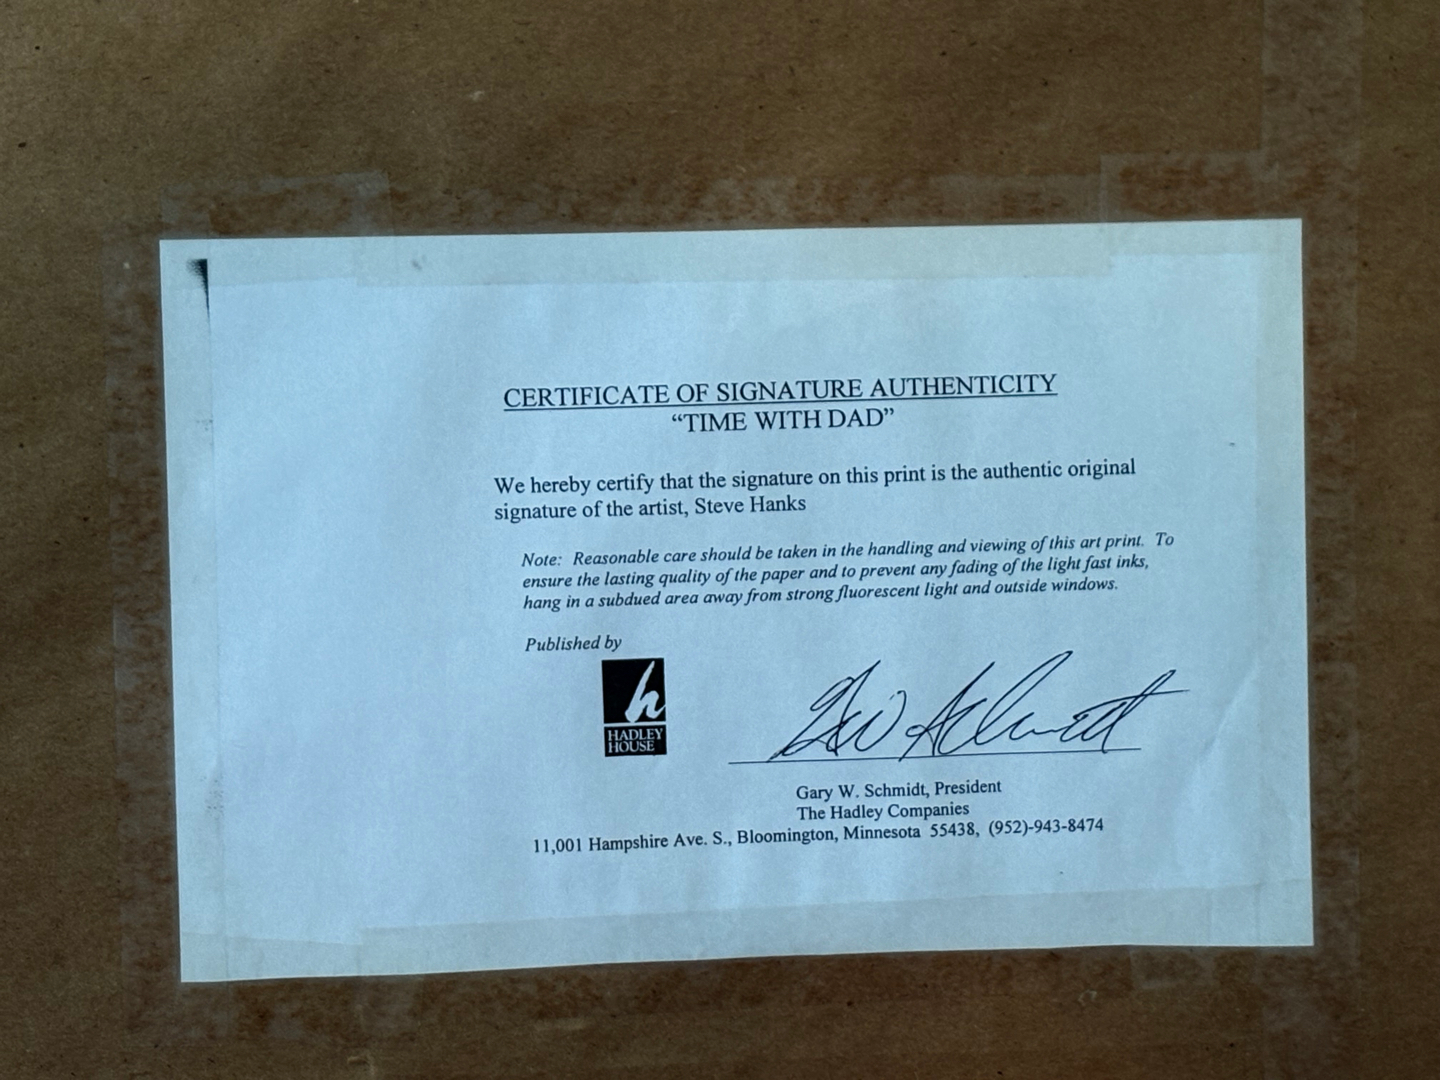 CERTIFICATE OF SIGNATURE AUTHENTICITY
“TIME WITH DAD”
We hereby certify that the signature on this print is the authentic original
signature of the artist, Steve Hanks
Note: Reasonable care should be taken in the handling and viewing of this art print. To
ensure the lasting quality of the paper and to prevent any fading of the light fast inks,
hang in a subdued area away from strong fluorescent light and outside windows.
Published by
h
HADLEY
HOUSE
Gary W. Schmidt, President
The Hadley Companies
11,001 Hampshire Ave. S., Bloomington, Minnesota 55438, (952)-943-8474